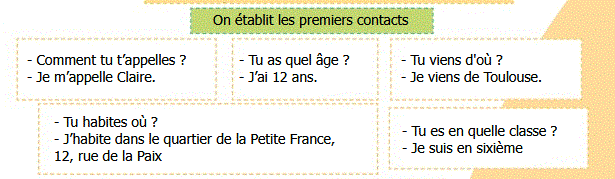 On établit les premiers contacts
- Comment tu t’appelles ?
- Je m’appelle Claire.
- Tu as quel âge ?
- J’ai 12 ans.
- Tu viens d'où ?
- Je viens de Toulouse.
- Tu habites où ?
- J’habite dans le quartier de la Petite France,
12, rue de la Paix
- Tu es en quelle classe ?
- Je suis en sixième